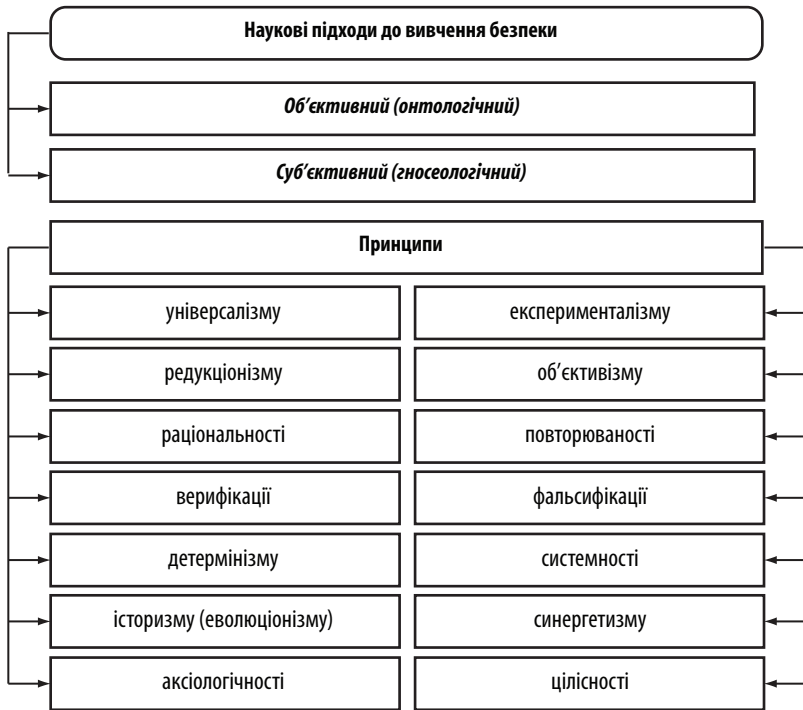 Наукові підходи до вивчення безпеки
Об’єктивний (онтологічний)
Суб’єктивний (гносеологічний)
Принципи
універсалізму
експерименталізму
редукціонізму
об’єктивізму
раціональності
повторюваності
верифікації
фальсифікації
детермінізму
системності
історизму (еволюціонізму)
синергетизму
аксіологічності
цілісності